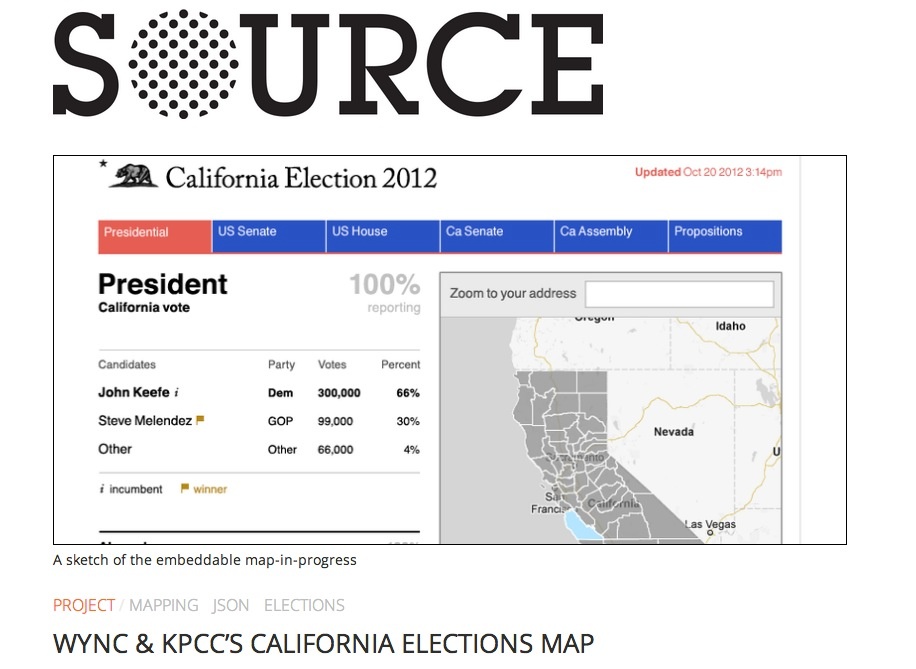 SOURCE
California Election 2012
Updated Oct 20 2012 3:14pm
Presidential US Senate US House Ca Senate Ca Assembly Propositions
President 100%
California vote reporting
Zoom to your address
Candidates Party Votes Percent
John Keefe i Dem 300,000 66%
Steve Melendez GOP 99,000 30%
Other Other 66,000 4%
i incumbent winner
Oregon
Idaho
Nevada
Sacramento
San
Franci
California
Las Vegas
A sketch of the embeddable map-in-progress
PROJECT / MAPPING JSON ELECTIONS
WYNC & KPCC'S CALIFORNIA ELECTIONS MAP